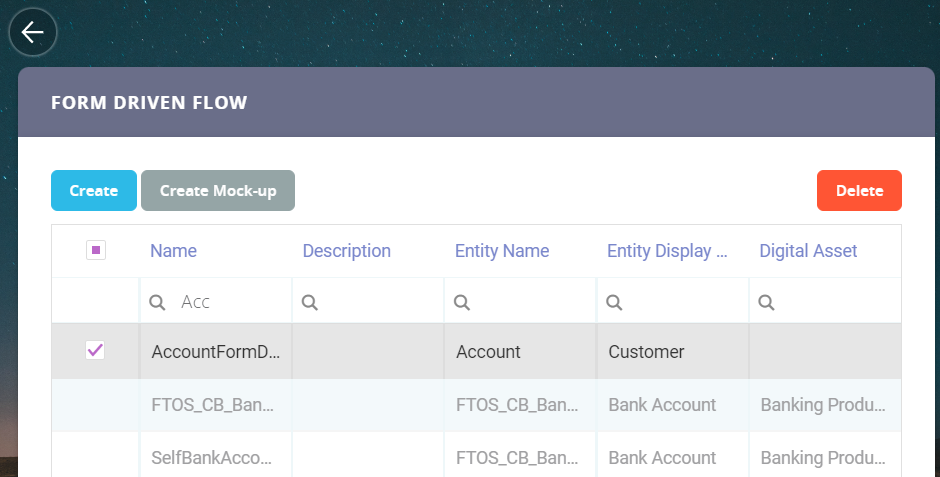 FORM DRIVEN FLOW
Create Create Mock-up Delete
Name Description Entity Name Entity Display ... Digital Asset
Acc
AccountFormD... Account Customer
FTOS_CB_Ban... FTOS_CB_Ban... Bank Account Banking Produ...
SelfBankAcco... FTOS_CB_Ban... Bank Account Banking Produ...